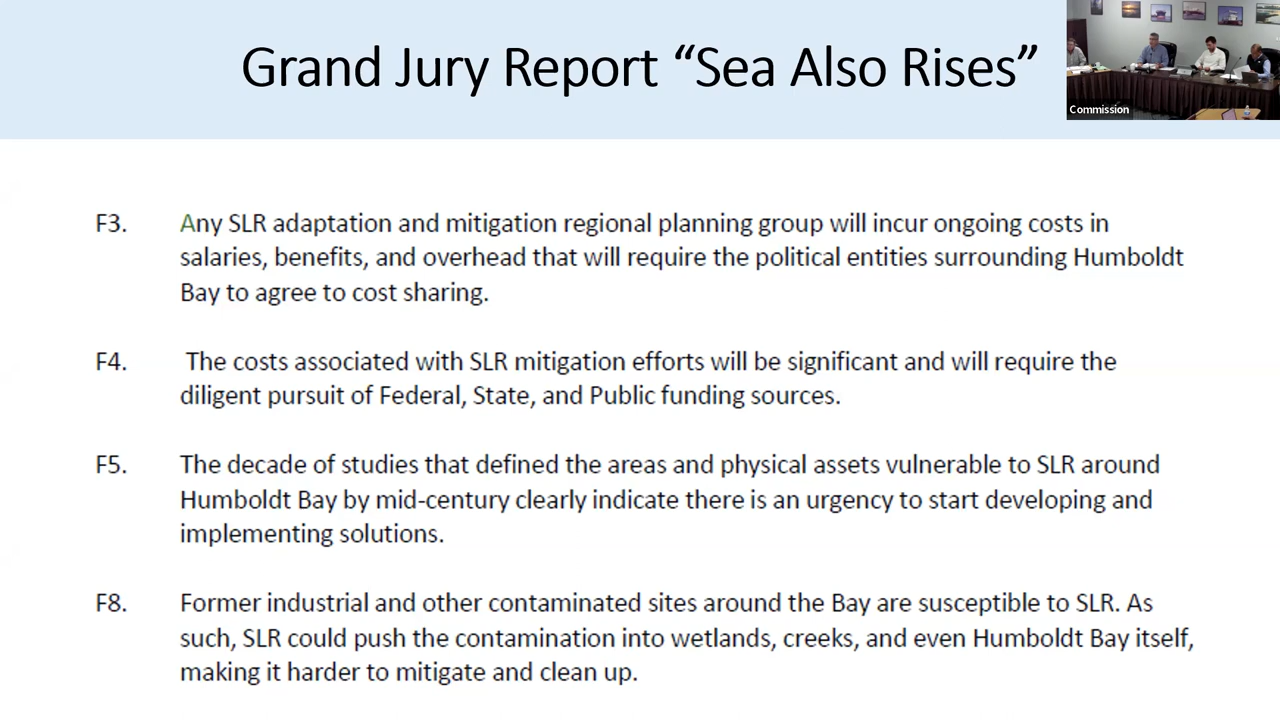 Grand Jury Report “Sea Also Rises”
Commission
F3. Any SLR adaptation and mitigation regional planning group will incur ongoing costs in
salaries, benefits, and overhead that will require the political entities surrounding Humboldt
Bay to agree to cost sharing.
F4. The costs associated with SLR mitigation efforts will be significant and will require the
diligent pursuit of Federal, State, and Public funding sources.
F5. The decade of studies that defined the areas and physical assets vulnerable to SLR around
Humboldt Bay by mid-century clearly indicate there is an urgency to start developing and
implementing solutions.
F8. Former industrial and other contaminated sites around the Bay are susceptible to SLR. As
such, SLR could push the contamination into wetlands, creeks, and even Humboldt Bay itself,
making it harder to mitigate and clean up.